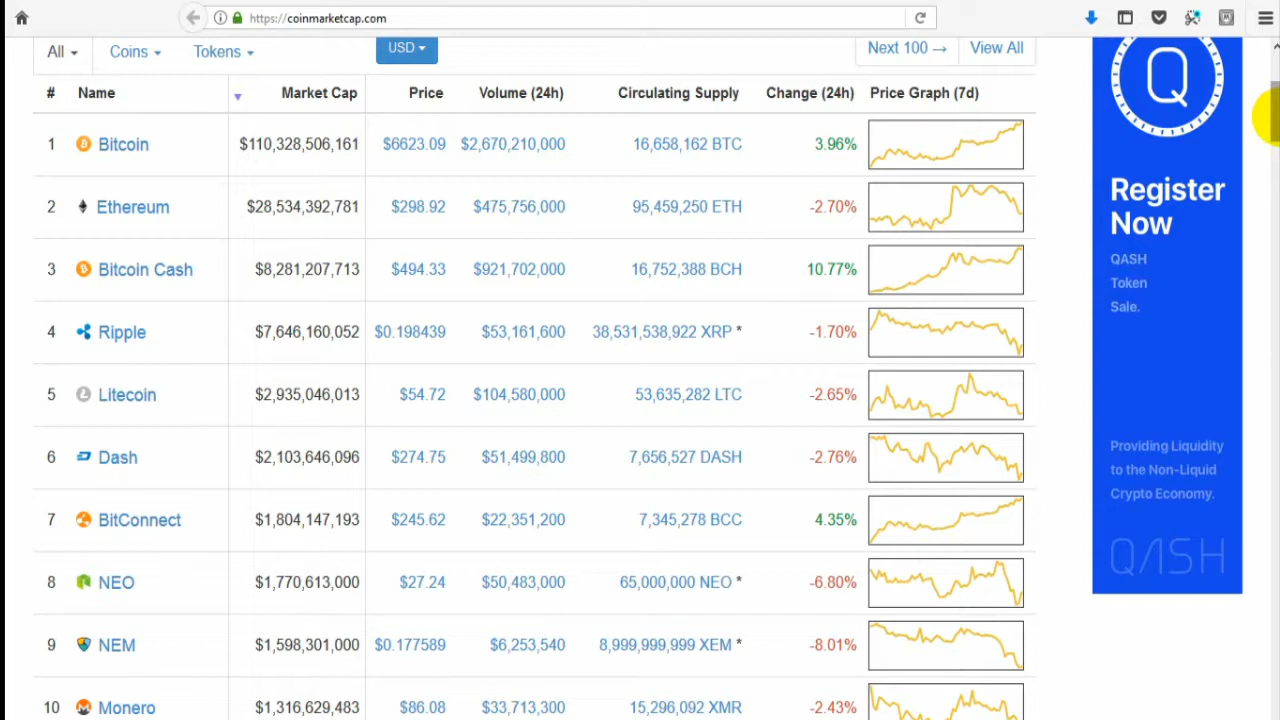 https://coinmarketcap.com
All Coins Tokens USD Next 100 → View All
# Name Market Cap Price Volume (24h) Circulating Supply Change (24h) Price Graph (7d)
1 Bitcoin $110,328,506,161 $6623.09 $2,670,210,000 16,658,162 BTC 3.96%
2 Ethereum $28,534,392,781 $298.92 $475,756,000 95,459,250 ETH -2.70%
3 Bitcoin Cash $8,281,207,713 $494.33 $921,702,000 16,752,388 BCH 10.77%
4 Ripple $7,646,160,052 $0.198439 $53,161,600 38,531,538,922 XRP * -1.70%
5 Litecoin $2,935,046,013 $54.72 $104,580,000 53,635,282 LTC -2.65%
6 Dash $2,103,646,096 $274.75 $51,499,800 7,656,527 DASH -2.76%
7 BitConnect $1,804,147,193 $245.62 $22,351,200 7,345,278 BCC 4.35%
8 NEO $1,770,613,000 $27.24 $50,483,000 65,000,000 NEO * -6.80%
9 NEM $1,598,301,000 $0.177589 $6,253,540 8,999,999,999 XEM * -8.01%
10 Monero $1,316,629,483 $86.08 $33,713,300 15,296,092 XMR -2.43%
Q
Register
Now
QASH
Token
Sale.
Providing Liquidity
to the Non-Liquid
Crypto Economy.
QASH